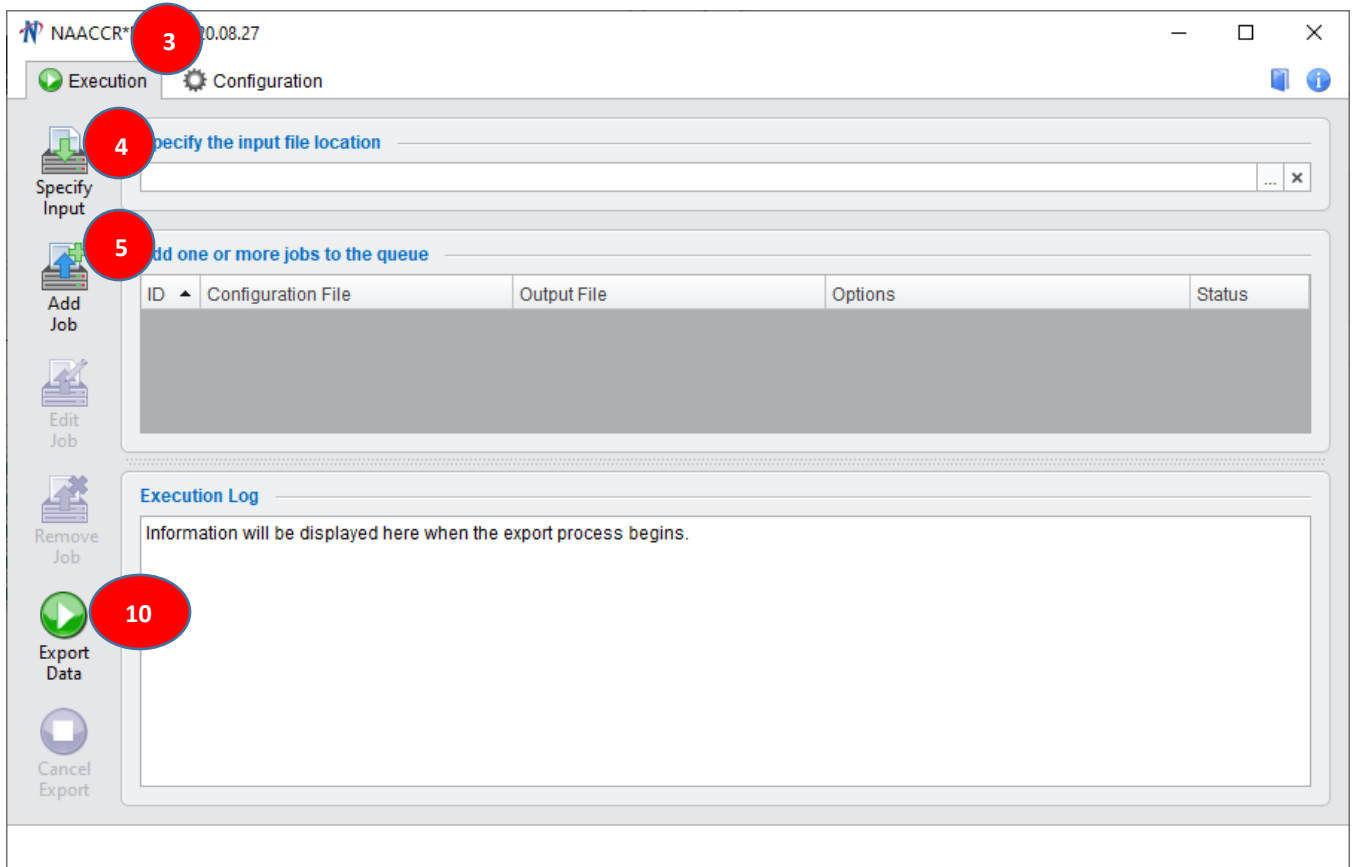 NAACCR* 20.08.27
3
Execution
Configuration
4
pecify the input file location
...
Specify
Input
5
dd one or more jobs to the queue
ID
Configuration File
Output File
Options
Status
Add
Job
Edit
Job
Remove
Job
Execution Log
Information will be displayed here when the export process begins.
10
Export
Data
Cancel
Export